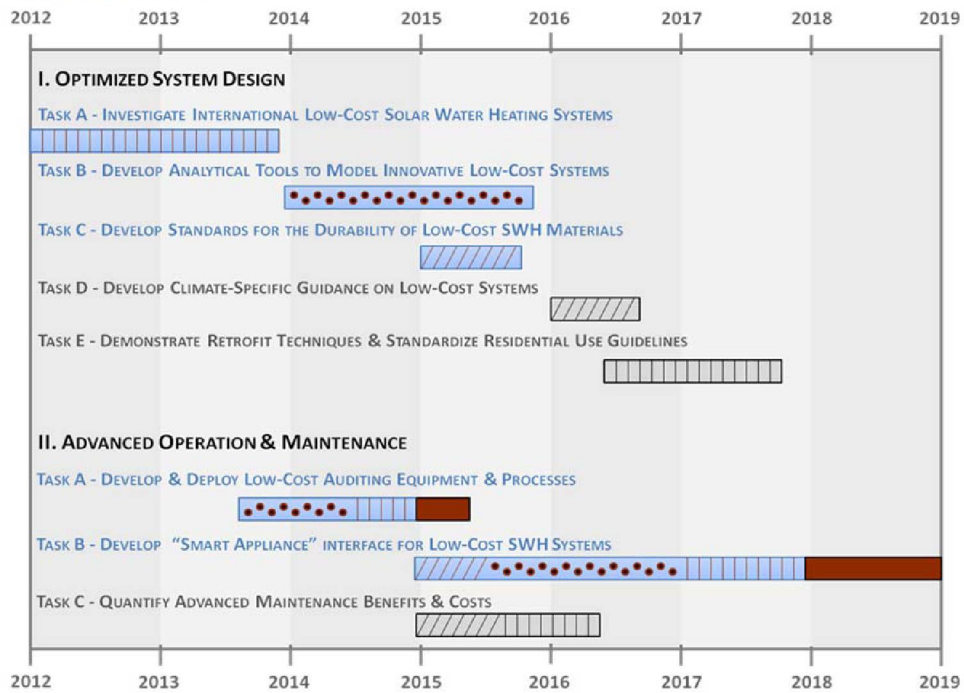 2012 2013 2014 2015 2016 2017 2018 2019
I. OPTIMIZED SYSTEM DESIGN
TASK A - INVESTIGATE INTERNATIONAL LOW-COST SOLAR WATER HEATING SYSTEMS
TASK B - DEVELOP ANALYTICAL TOOLS TO MODEL INNOVATIVE LOW-COST SYSTEMS
TASK C - DEVELOP STANDARDS FOR THE DURABILITY OF LOW-COST SWH MATERIALS
TASK D - DEVELOP CLIMATE-SPECIFIC GUIDANCE ON LOW-COST SYSTEMS
TASK E - DEMONSTRATE RETROFIT TECHNIQUES & STANDARDIZE RESIDENTIAL USE GUIDELINES
II. ADVANCED OPERATION & MAINTENANCE
TASK A - DEVELOP & DEPLOY LOW-COST AUDITING EQUIPMENT & PROCESSES
TASK B - DEVELOP “SMART APPLIANCE” INTERFACE FOR LOW-COST SWH SYSTEMS
TASK C - QUANTIFY ADVANCED MAINTENANCE BENEFITS & COSTS
2012 2013 2014 2015 2016 2017 2018 2019